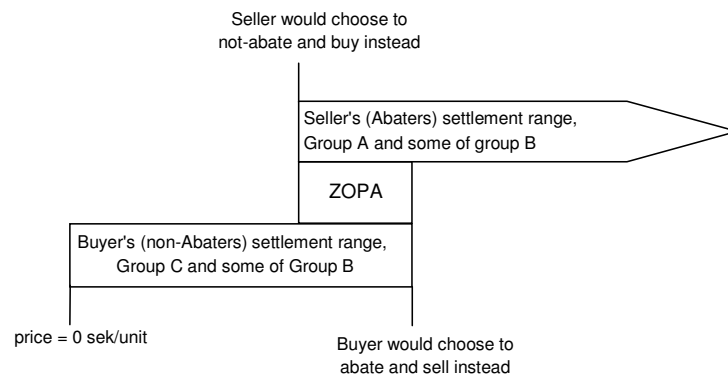 Seller would choose to
not-abate and buy instead
Seller's (Abaters) settlement range,
Group A and some of group B
ZOPA
Buyer's (non-Abaters) settlement range,
Group C and some of Group B
price = 0 sek/unit
Buyer would choose to
abate and sell instead